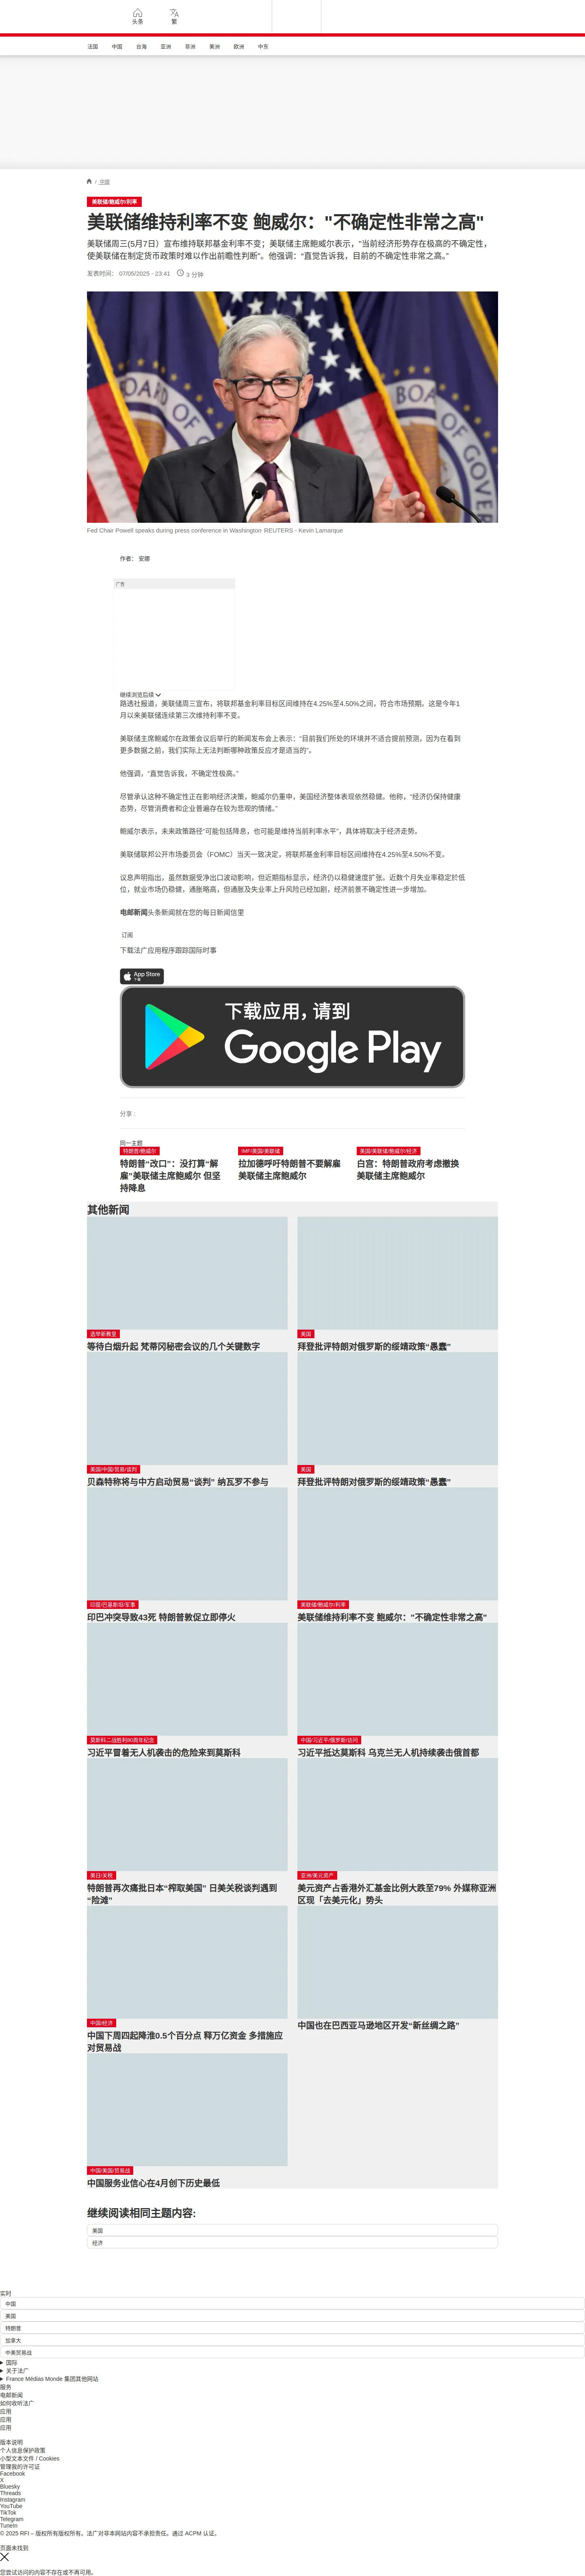 头条
繁
法国
中国
台海
亚洲
非洲
美洲
欧洲
中东
/ 中国
美联储/鲍威尔/利率
美联储维持利率不变 鲍威尔："不确定性非常之高"
美联储周三(5月7日）宣布维持联邦基金利率不变；美联储主席鲍威尔表示，"当前经济形势存在极高的不确定性，
使美联储在制定货币政策时难以作出前瞻性判断"。他强调："直觉告诉我，目前的不确定性非常之高。"
发表时间： 07/05/2025 - 23:41
3 分钟
BOARD OF
Fed Chair Powell speaks during press conference in Washington REUTERS - Kevin Lamarque
作者： 安娜
广告
继续浏览后续
路透社报道，美联储周三宣布，将联邦基金利率目标区间维持在4.25%至4.50%之间，符合市场预期。这是今年1
月以来美联储连续第三次维持利率不变。
美联储主席鲍威尔在政策会议后举行的新闻发布会上表示："目前我们所处的环境并不适合提前预测，因为在看到
更多数据之前，我们实际上无法判断哪种政策反应才是适当的"。
他强调，"直觉告诉我，不确定性极高。"
尽管承认这种不确定性正在影响经济决策，鲍威尔仍重申，美国经济整体表现依然稳健。他称，"经济仍保持健康
态势，尽管消费者和企业普遍存在较为悲观的情绪。"
鲍威尔表示，未来政策路径"可能包括降息，也可能是维持当前利率水平"，具体将取决于经济走势。
美联储联邦公开市场委员会（FOMC）当天一致决定，将联邦基金利率目标区间维持在4.25%至4.50%不变。
议息声明指出，虽然数据受净出口波动影响，但近期指标显示，经济仍以稳健速度扩张。近数个月失业率稳定於低
位，就业市场仍稳健，通胀略高，但通胀及失业率上升风险已经加剧，经济前景不确定性进一步增加。
电邮新闻头条新闻就在您的每日新闻信里
订阅
下载法广应用程序跟踪国际时事
App Store
下载
下载应用，请到
Google Play
分享 :
同一主题
特朗普/鲍威尔
特朗普"改口"：没打算"解
雇"美联储主席鲍威尔 但坚
持降息
IMF/美国/美联储
拉加德呼吁特朗普不要解雇
美联储主席鲍威尔
美国/美联储/鲍威尔/经济
白宫：特朗普政府考虑撤换
美联储主席鲍威尔
其他新闻
选举新教皇
等待白烟升起 梵蒂冈秘密会议的几个关键数字
美国
拜登批评特朗对俄罗斯的绥靖政策"愚蠢"
美国/中国/贸易/谈判
贝森特称将与中方启动贸易"谈判" 纳瓦罗不参与
美国
拜登批评特朗对俄罗斯的绥靖政策"愚蠢"
印度/巴基斯坦/军事
印巴冲突导致43死 特朗普敦促立即停火
美联储/鲍威尔/利率
美联储维持利率不变 鲍威尔："不确定性非常之高"
莫斯科二战胜利80周年纪念
习近平冒着无人机袭击的危险来到莫斯科
中国/习近平/俄罗斯/访问
习近平抵达莫斯科 乌克兰无人机持续袭击俄首都
美日/关税
特朗普再次痛批日本"榨取美国" 日美关税谈判遇到
"险滩"
亚洲/美元资产
美元资产占香港外汇基金比例大跌至79% 外媒称亚洲
区现「去美元化」势头
中国/经济
中国下周四起降淮0.5个百分点 释万亿资金 多措施应
对贸易战
中国也在巴西亚马逊地区开发"新丝绸之路"
中国/美国/贸易战
中国服务业信心在4月创下历史最低
继续阅读相同主题内容:
美国
经济
实时
中国
美国
特朗普
加拿大
中美贸易战
国际
关于法广
France Médias Monde 集团其他网站
服务
电邮新闻
如何收听法广
应用
应用
应用
版本说明
个人信息保护政策
小型文本文件 / Cookies
管理我的许可证
Facebook
X
Bluesky
Threads
Instagram
YouTube
TikTok
Telegram
TuneIn
© 2025 RFI – 版权所有版权所有。法广对非本网站内容不承担责任。通过 ACPM 认证。
页面未找到
您尝试访问的内容不存在或不再可用。